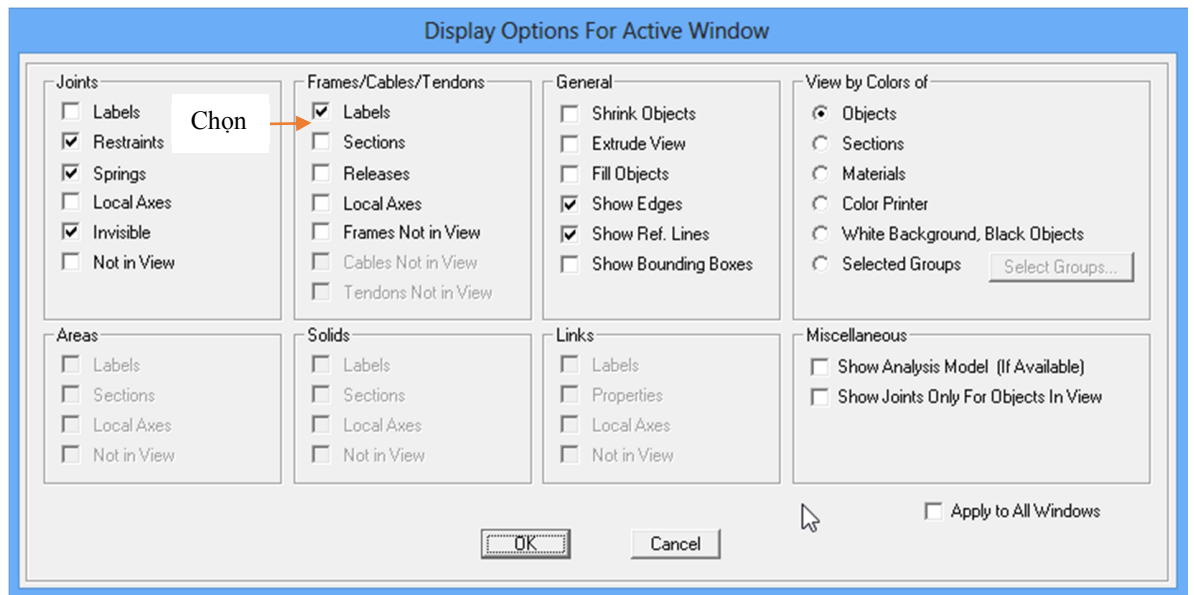 Display Options For Active Window
Joints
Labels
Restraints
Springs
Local Axes
Invisible
Not in View
Chọn
Frames/Cables/Tendons
Labels
Sections
Releases
Local Axes
Frames Not in View
Cables Not in View
Tendons Not in View
General
Shrink Objects
Extrude View
Fill Objects
Show Edges
Show Ref. Lines
Show Bounding Boxes
View by Colors of
Objects
Sections
Materials
Color Printer
White Background, Black Objects
Selected Groups
Select Groups...
Areas
Labels
Sections
Local Axes
Not in View
Solids
Labels
Sections
Local Axes
Not in View
Links
Labels
Properties
Local Axes
Not in View
Miscellaneous
Show Analysis Model (If Available)
Show Joints Only For Objects In View
Apply to All Windows
OK
Cancel